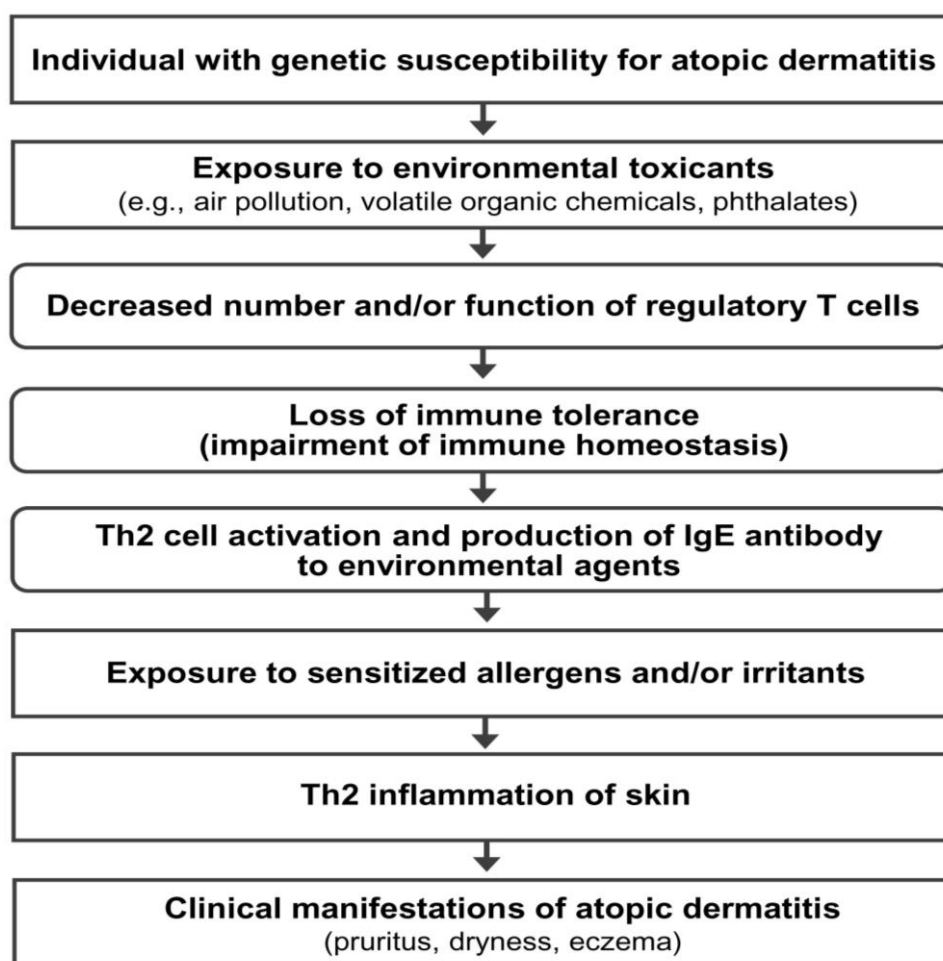 Individual with genetic susceptibility for atopic dermatitis
Exposure to environmental toxicants
(e.g., air pollution, volatile organic chemicals, phthalates)
Decreased number and/or function of regulatory T cells
Loss of immune tolerance
(impairment of immune homeostasis)
Th2 cell activation and production of IgE antibody
to environmental agents
Exposure to sensitized allergens and/or irritants
Th2 inflammation of skin
Clinical manifestations of atopic dermatitis
(pruritus, dryness, eczema)